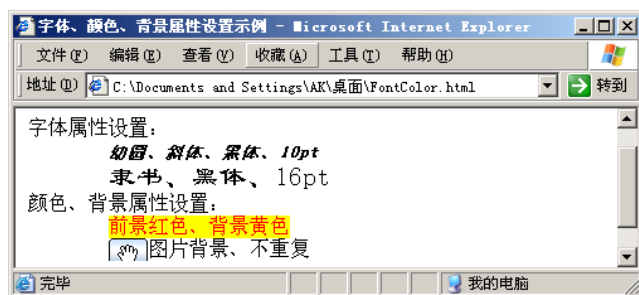 字体、颜色、背景属性设置示例 - Microsoft Internet Explorer
文件(F) 编辑(E) 查看(V) 收藏(A) 工具(T) 帮助(H)
地址(D) C:\Documents and Settings\AK\桌面\FontColor.html 转到
字体属性设置:
幼圆、斜体、黑体、10pt
隶书、黑体、16pt
颜色、背景属性设置:
前景红色、背景黄色
图片背景、不重复
完毕 我的电脑